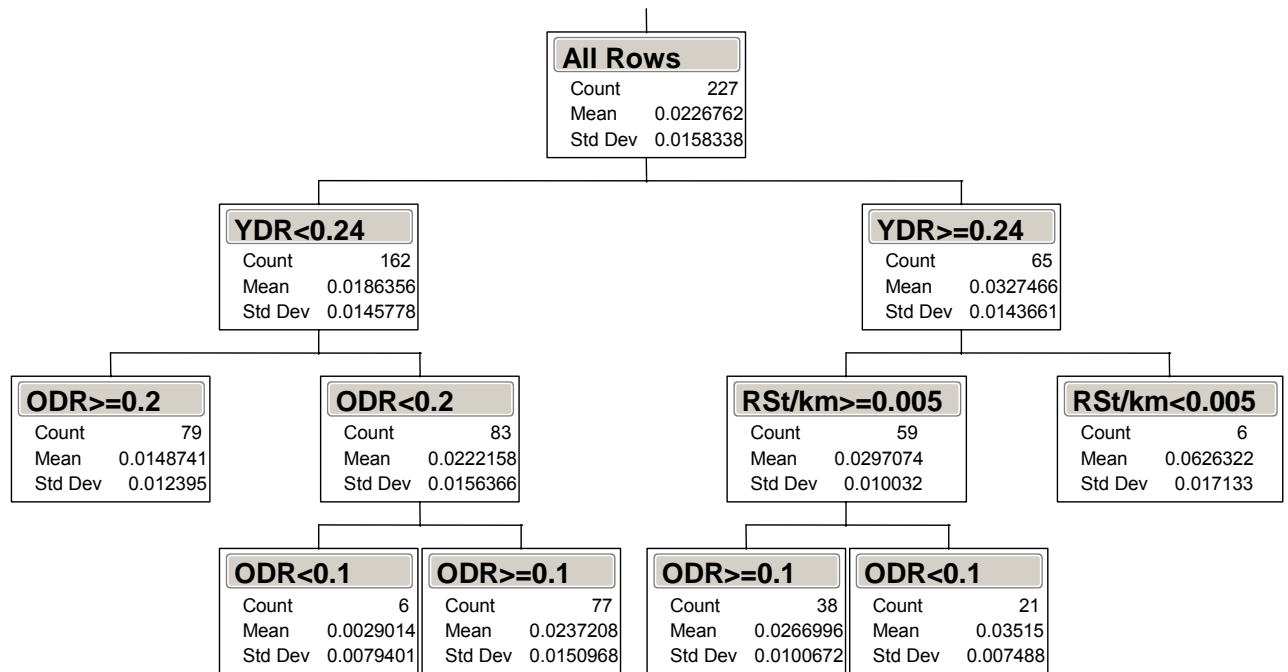 All Rows
Count 227
Mean 0.0226762
Std Dev 0.0158338
YDR<0.24
Count 162
Mean 0.0186356
Std Dev 0.0145778
YDR>=0.24
Count 65
Mean 0.0327466
Std Dev 0.0143661
ODR>=0.2
Count 79
Mean 0.0148741
Std Dev 0.012395
ODR<0.2
Count 83
Mean 0.0222158
Std Dev 0.0156366
RSt/km>=0.005
Count 59
Mean 0.0297074
Std Dev 0.010032
RSt/km<0.005
Count 6
Mean 0.0626322
Std Dev 0.017133
ODR<0.1
Count 6
Mean 0.0029014
Std Dev 0.0079401
ODR>=0.1
Count 77
Mean 0.0237208
Std Dev 0.0150968
ODR>=0.1
Count 38
Mean 0.0266996
Std Dev 0.0100672
ODR<0.1
Count 21
Mean 0.03515
Std Dev 0.007488